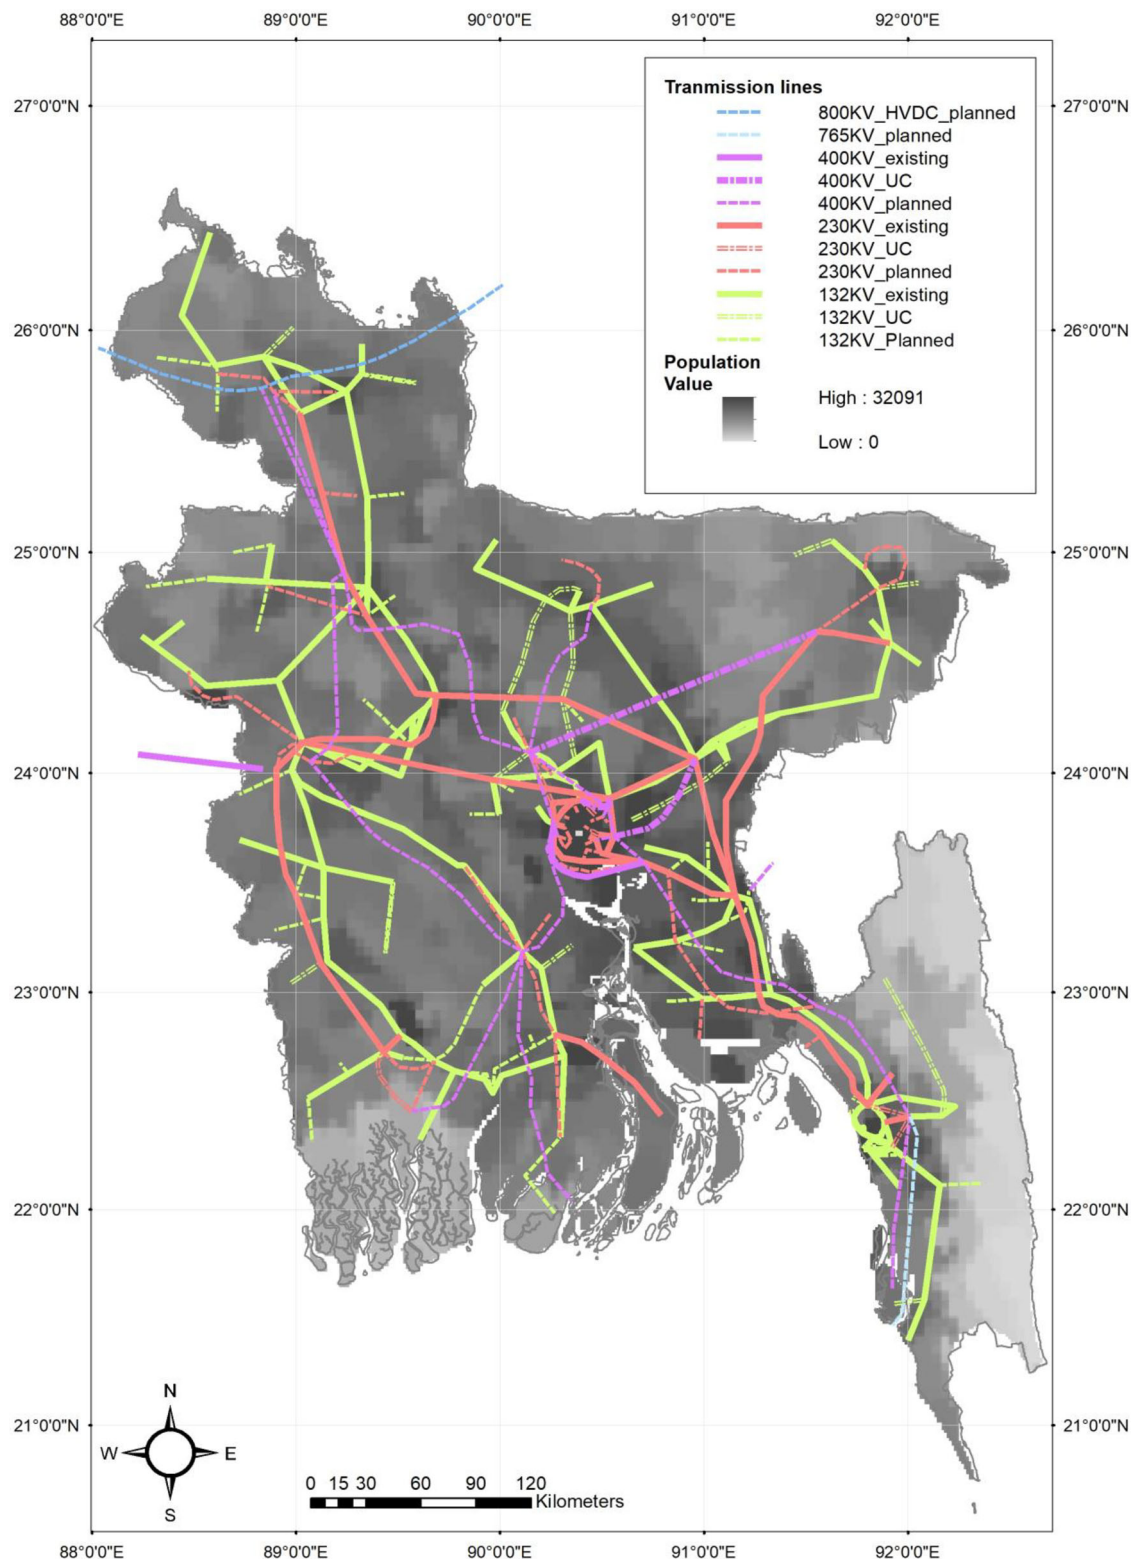 88°0'0"E 89°0'0"E 90°0'0"E 91°0'0"E 92°0'0"E
27°0'0"N 27°0'0"N
Tranmission lines
800KV_HVDC_planned
765KV_planned
400KV_existing
400KV_UC
400KV_planned
230KV_existing
230KV_UC
230KV_planned
132KV_existing
132KV_UC
132KV_Planned
Population
Value
High : 32091
Low : 0
26°0'0"N 26°0'0"N
25°0'0"N 25°0'0"N
24°0'0"N 24°0'0"N
23°0'0"N 23°0'0"N
22°0'0"N 22°0'0"N
21°0'0"N 21°0'0"N
N
W E
S
0 15 30 60 90 120
Kilometers
88°0'0"E 89°0'0"E 90°0'0"E 91°0'0"E 92°0'0"E